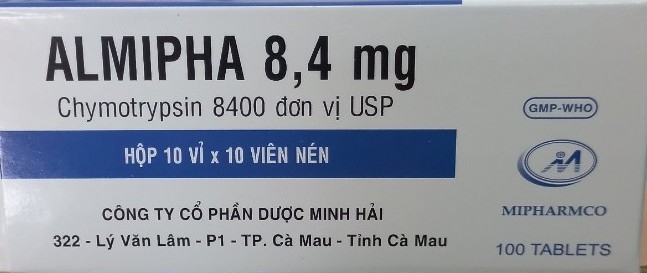 ALMIPHA 8,4 mg
Chymotrypsin 8400 đơn vị USP
GMP-WHO
HỘP 10 VỈ x 10 VIÊN NÉN
CÔNG TY CỔ PHẦN DƯỢC MINH HẢI
MIPHARMCO
322 - Lý Văn Lâm - P1 - TP. Cà Mau - Tỉnh Cà Mau
100 TABLETS